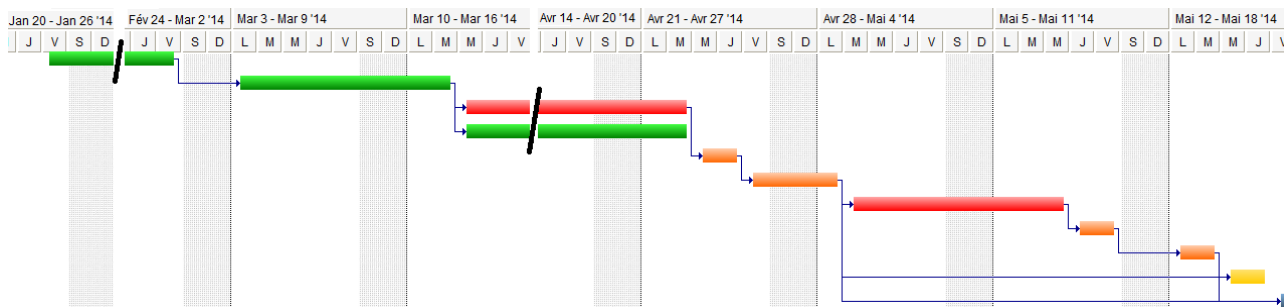 Jan 20 - Jan 26 '14 Fév 24 - Mar 2 '14 Mar 3 - Mar 9 '14 Mar 10 - Mar 16 '14 Avr 14 - Avr 20 '14 Avr 21 - Avr 27 '14 Avr 28 - Mai 4 '14 Mai 5 - Mai 11 '14 Mai 12 - Mai 18 '14
J V S D J V S D L M M J V S D L M M J V J V S D L M M J V S D L M M J V S D L M M J V S D L M M J V